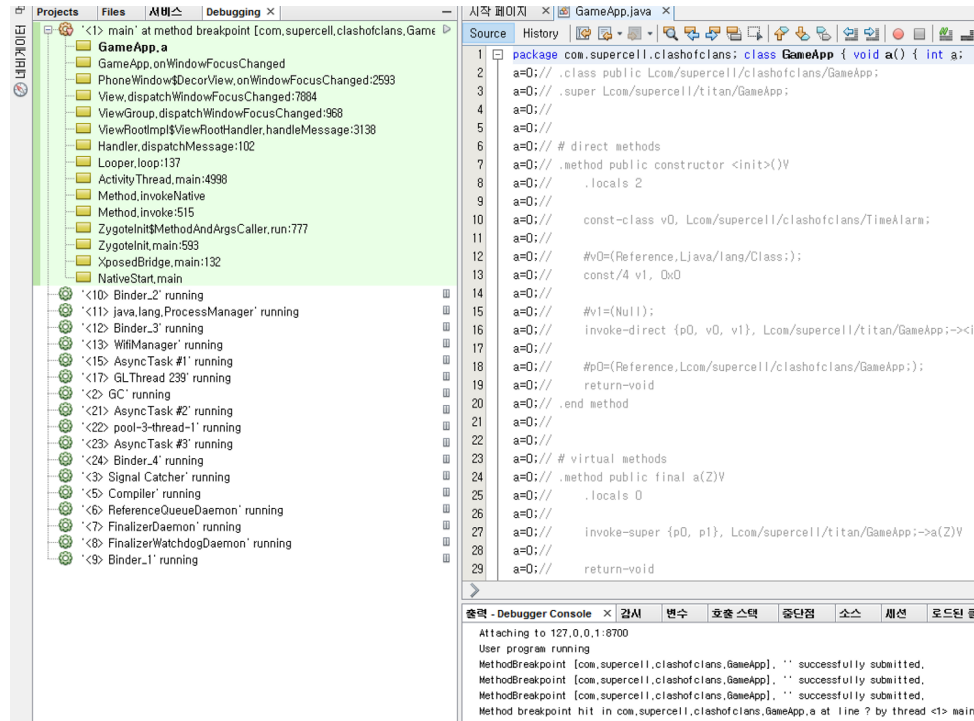 Projects Files 서비스 Debugging ×
네비게이터
'<1> main' at method breakpoint [com.supercell.clashofclans.Game
GameApp.a
GameApp.onWindowFocusChanged
PhoneWindow$DecorView.onWindowFocusChanged:2593
View.dispatchWindowFocusChanged:7884
ViewGroup.dispatchWindowFocusChanged:968
ViewRootImpl$ViewRootHandler.handleMessage:3138
Handler.dispatchMessage:102
Looper.loop:137
ActivityThread.main:4998
Method.invokeNative
Method.invoke:515
ZygoteInit$MethodAndArgsCaller.run:777
ZygoteInit.main:593
XposedBridge.main:132
NativeStart.main
'<10> Binder_2' running
'<11> java.lang.ProcessManager' running
'<12> Binder_3' running
'<13> WifiManager' running
'<15> AsyncTask #1' running
'<17> GLThread 239' running
'<2> GC' running
'<21> AsyncTask #2' running
'<22> pool-3-thread-1' running
'<23> AsyncTask #3' running
'<24> Binder_4' running
'<3> Signal Catcher' running
'<5> Compiler' running
'<6> ReferenceQueueDaemon' running
'<7> FinalizerDaemon' running
'<8> FinalizerWatchdogDaemon' running
'<9> Binder_1' running
시작 페이지 × GameApp.java ×
Source History
1 package com.supercell.clashofclans; class GameApp { void a() { int a;
2 a=0;// .class public Lcom/supercell/clashofclans/GameApp;
3 a=0;// .super Lcom/supercell/titan/GameApp;
4 a=0;//
5 a=0;//
6 a=0;// # direct methods
7 a=0;// .method public constructor <init>()V
8 a=0;// .locals 2
9 a=0;//
10 a=0;// const-class v0, Lcom/supercell/clashofclans/TimeAlarm;
11 a=0;//
12 a=0;// #v0=(Reference,Ljava/lang/Class;);
13 a=0;// const/4 v1, 0x0
14 a=0;//
15 a=0;// #v1=(Null);
16 a=0;// invoke-direct {p0, v0, v1}, Lcom/supercell/titan/GameApp;-><i
17 a=0;//
18 a=0;// #p0=(Reference,Lcom/supercell/clashofclans/GameApp;);
19 a=0;// return-void
20 a=0;// .end method
21 a=0;//
22 a=0;//
23 a=0;// # virtual methods
24 a=0;// .method public final a(Z)V
25 a=0;// .locals 0
26 a=0;//
27 a=0;// invoke-super {p0, p1}, Lcom/supercell/titan/GameApp;->a(Z)V
28 a=0;//
29 a=0;// return-void
출력 - Debugger Console × 감시 변수 호출 스택 중단점 소스 세션 로드된 클
Attaching to 127.0.0.1:8700
User program running
MethodBreakpoint [com.supercell.clashofclans.GameApp]. '' successfully submitted.
MethodBreakpoint [com.supercell.clashofclans.GameApp]. '' successfully submitted.
MethodBreakpoint [com.supercell.clashofclans.GameApp]. '' successfully submitted.
Method breakpoint hit in com.supercell.clashofclans.GameApp.a at line ? by thread <1> main